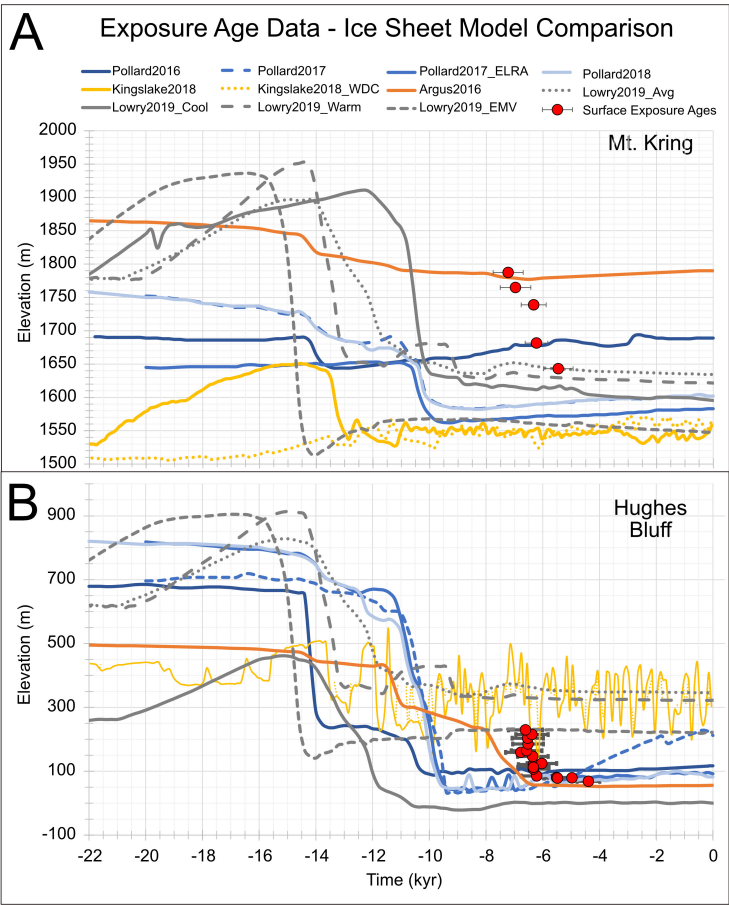 A
Exposure Age Data - Ice Sheet Model Comparison
Pollard2016 Pollard2017 Pollard2017_ELRA Pollard2018
Kingslake2018 Kingslake2018_WDC Argus2016 Lowry2019_Avg
Lowry2019_Cool Lowry2019_Warm Lowry2019_EMV Surface Exposure Ages
Mt. Kring
Elevation (m)
2000
1950
1900
1850
1800
1750
1700
1650
1600
1550
1500
B
Hughes
Bluff
Elevation (m)
900
700
500
300
100
-100
-22 -20 -18 -16 -14 -12 -10 -8 -6 -4 -2 0
Time (kyr)